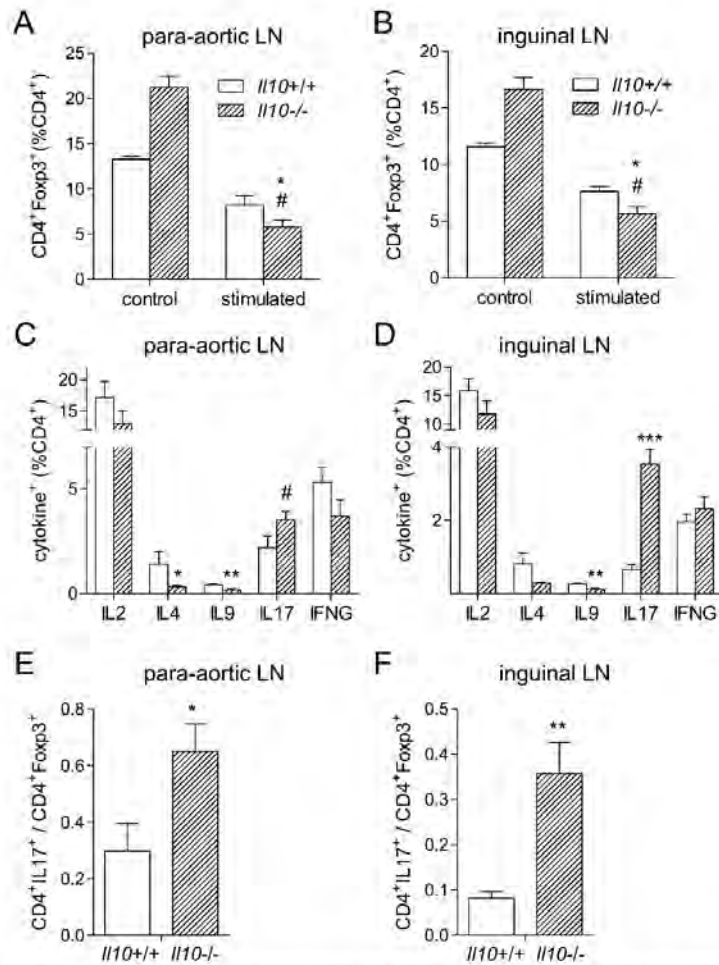 A
para-aortic LN
CD4+Foxp3+ (%CD4+)
25
20
15
10
5
0
Il10+/+
Il10-/-
*
#
control
stimulated
B
inguinal LN
CD4+Foxp3+ (%CD4+)
20
15
10
5
0
Il10+/+
Il10-/-
*
#
control
stimulated
C
para-aortic LN
cytokine+ (%CD4+)
20
15
5
0
*
**
#
IL2
IL4
IL9
IL17
IFNG
D
inguinal LN
cytokine+ (%CD4+)
20
15
10
4
2
**
***
IL2
IL4
IL9
IL17
IFNG
E
para-aortic LN
CD4+IL17+ / CD4+Foxp3+
0.8
0.6
0.4
0.2
0.0
*
Il10+/+
Il10-/-
F
inguinal LN
CD4+IL17+ / CD4+Foxp3+
0.5
0.4
0.3
0.2
0.1
0.0
**
Il10+/+
Il10-/-